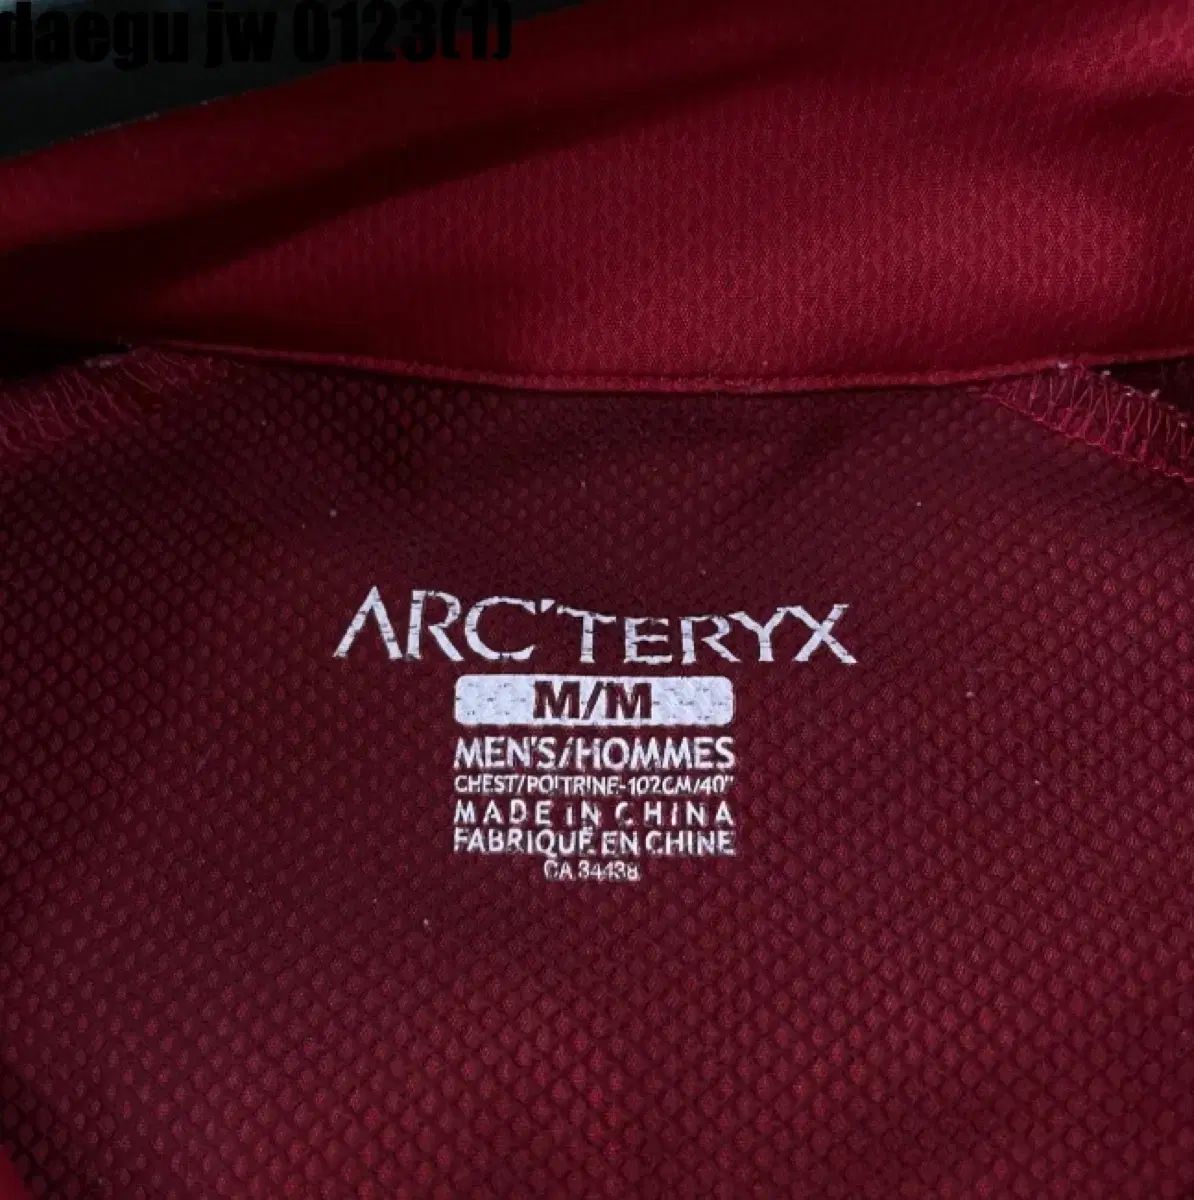 daegu jw 0123(1)
ARC'TERYX
M/M
MEN'S/HOMMES
CHEST/POITRINE-102CM/40"
MADE IN CHINA
FABRIQUÉ EN CHINE
CA 34438